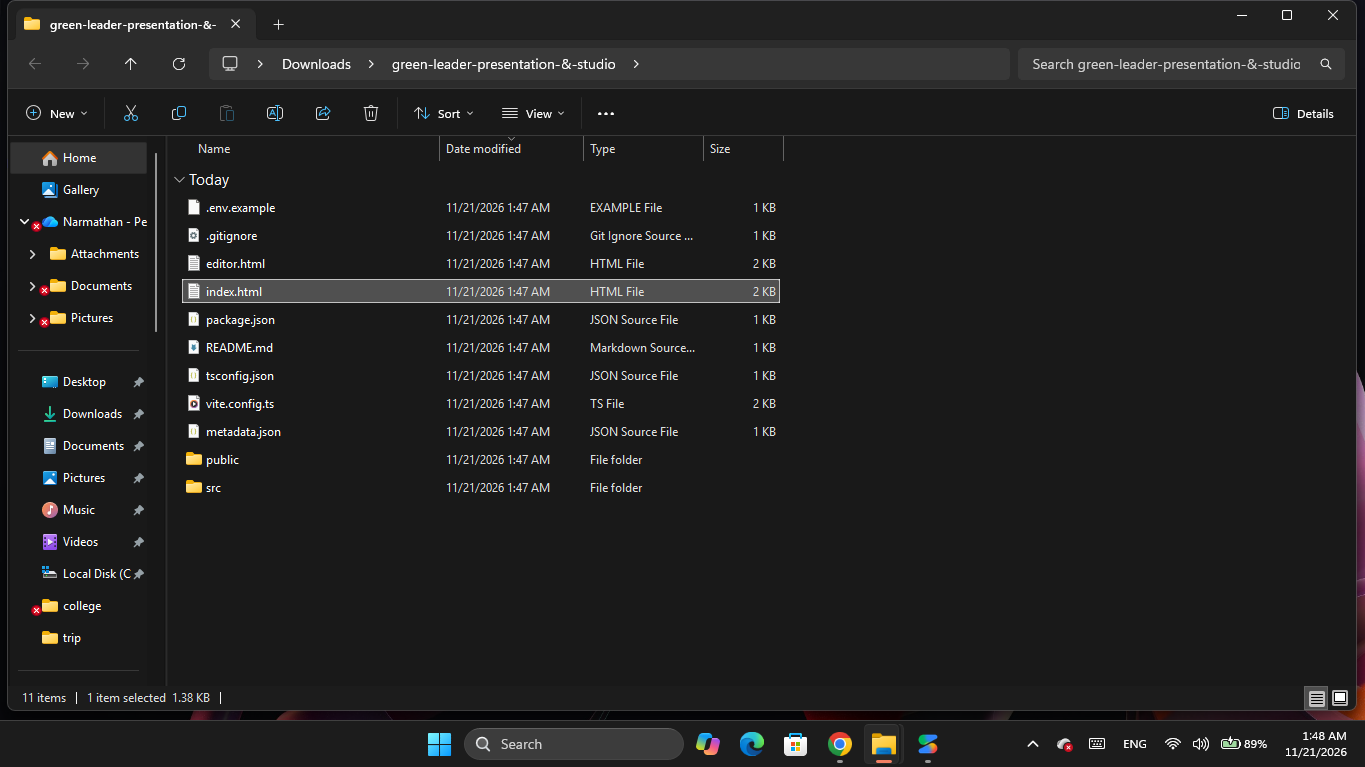 green-leader-presentation-&-
Downloads
green-leader-presentation-&-studio
Search green-leader-presentation-&-studio
New
Sort
View
Details
Home
Gallery
Narmathan - Pe
Attachments
Documents
Pictures
Desktop
Downloads
Documents
Pictures
Music
Videos
Local Disk (C
college
trip
Name Date modified Type Size
Today
.env.example 11/21/2026 1:47 AM EXAMPLE File 1 KB
.gitignore 11/21/2026 1:47 AM Git Ignore Source ... 1 KB
editor.html 11/21/2026 1:47 AM HTML File 2 KB
index.html 11/21/2026 1:47 AM HTML File 2 KB
package.json 11/21/2026 1:47 AM JSON Source File 1 KB
README.md 11/21/2026 1:47 AM Markdown Source... 1 KB
tsconfig.json 11/21/2026 1:47 AM JSON Source File 1 KB
vite.config.ts 11/21/2026 1:47 AM TS File 2 KB
metadata.json 11/21/2026 1:47 AM JSON Source File 1 KB
public 11/21/2026 1:47 AM File folder
src 11/21/2026 1:47 AM File folder
11 items 1 item selected 1.38 KB
Search
ENG
89%
1:48 AM
11/21/2026